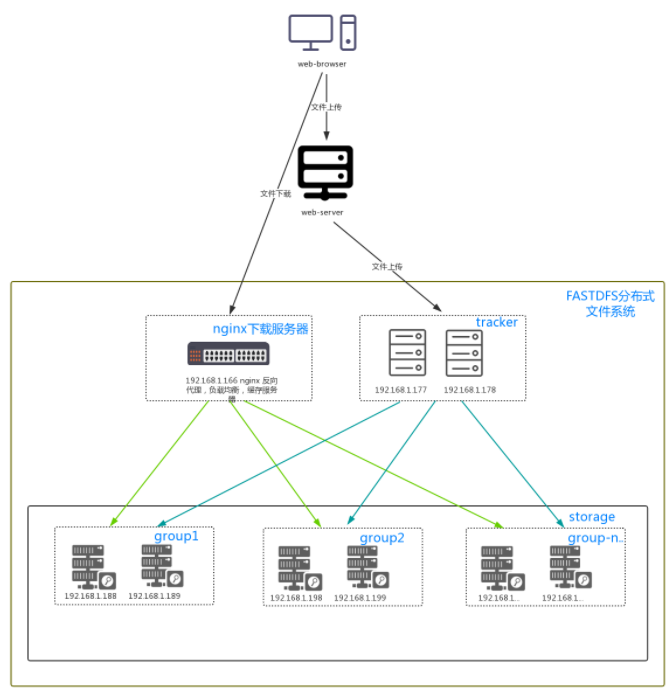 web-browser
文件上传
文件下载
web-server
文件上传
FASTDFS分布式
文件系统
nginx下载服务器
tracker
192.168.1.166 nginx 反向
代理，负载均衡，缓存服务
器
192.168.1.177
192.168.1.178
storage
group1
group2
group-n..
192.168.1.188
192.168.1.189
192.168.1.198
192.168.1.199
192.168.1...
192.168.1...